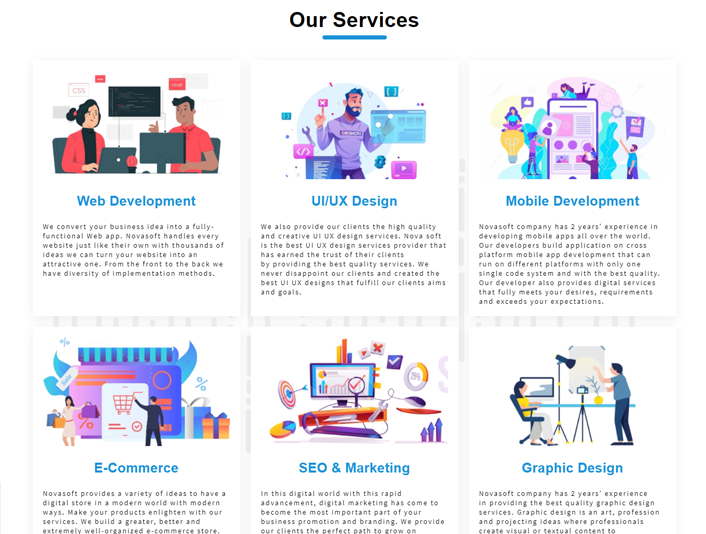 Our Services
CSS
Web Development
We convert your business idea into a fully-
functional Web app. Novasoft handles every
website just like their own with thousands of
ideas we can turn your website into an
attractive one. From the front to the back we
have diversity of implementation methods.
DESIGN
UI/UX Design
We also provide our clients the high quality
and creative UI UX design services. Nova soft
is the best UI UX design services provider that
has earned the trust of their clients
by providing the best quality services. We
never disappoint our clients and created the
best UI UX designs that fulfill our clients aims
and goals.
Mobile Development
Novasoft company has 2 years' experience in
developing mobile apps all over the world.
Our developers build application on cross
platform mobile app development that can
run on different platforms with only one
single code system and with the best quality.
Our developer also provides digital services
that fully meets your desires, requirements
and exceeds your expectations.
Sale
%
%
E-Commerce
Novasoft provides a variety of ideas to have a
digital store in a modern world with modern
ways. Make your products enlighten with our
services. We build a greater, better and
extremely well-organized e-commerce store.
75%
SEO & Marketing
In this digital world with this rapid
advancement, digital marketing has come to
become the most important part of your
business promotion and branding. We provide
our clients the perfect path to grow on
Graphic Design
Novasoft company has 2 years' experience
in providing the best quality graphic design
services. Graphic design is an art, profession
and projecting ideas where professionals
create visual or textual content to